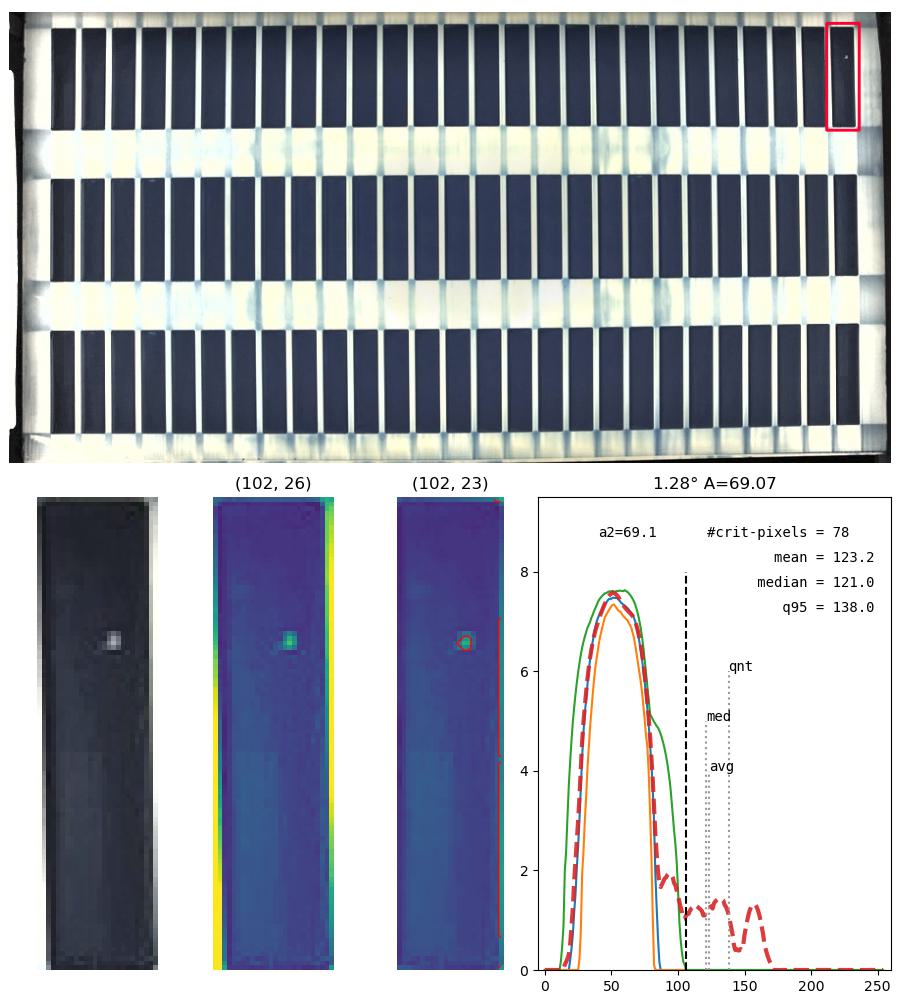 (102, 26)
(102, 23)
1.28° A=69.07
a2=69.1
#crit-pixels = 78
mean = 123.2
median = 121.0
q95 = 138.0
qnt
med
avg
8
6
4
2
0
0 50 100 150 200 250